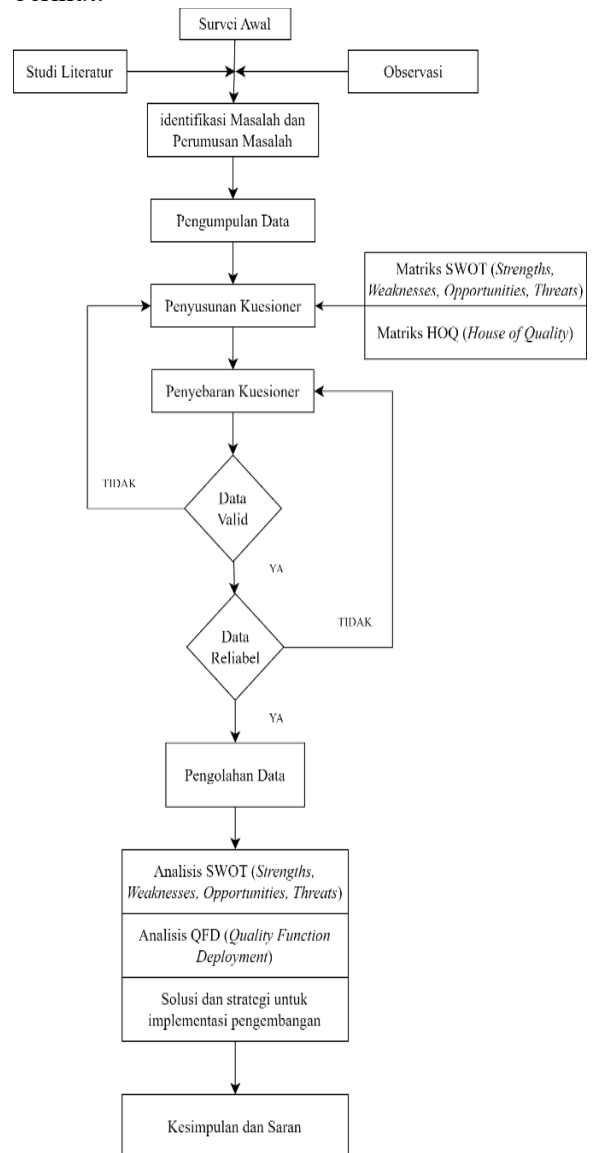 Survei Awal
Studi Literatur
Observasi
identifikasi Masalah dan
Perumusan Masalah
Pengumpulan Data
Matriks SWOT (Strengths,
Weaknesses, Opportunities, Threats)
Penyusunan Kuesioner
Matriks HOQ (House of Quality)
Penyebaran Kuesioner
TIDAK
Data
Valid
YA
TIDAK
Data
Reliabel
YA
Pengolahan Data
Analisis SWOT (Strengths,
Weaknesses, Opportunities, Threats)
Analisis QFD (Quality Function
Deployment)
Solusi dan strategi untuk
implementasi pengembangan
Kesimpulan dan Saran